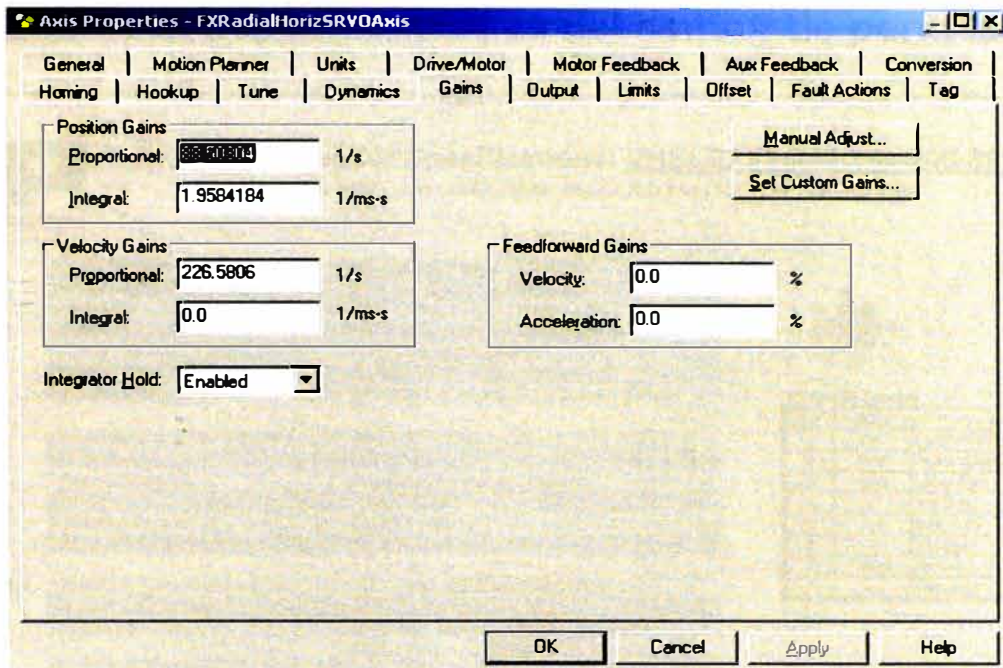 Axis Properties - FXRadialHorizSRVOAxis
General Motion Planner Units Drive/Motor Motor Feedback Aux Feedback Conversion
Homing Hookup Tune Dynamics Gains Output Limits Offset Fault Actions Tag
Position Gains
Proportional: 1/s
Integral: 1.9584184 1/ms-s
Manual Adjust...
Set Custom Gains...
Velocity Gains
Proportional: 226.5806 1/s
Integral: 0.0 1/ms-s
Feedforward Gains
Velocity: 0.0 %
Acceleration: 0.0 %
Integrator Hold: Enabled
OK Cancel Apply Help